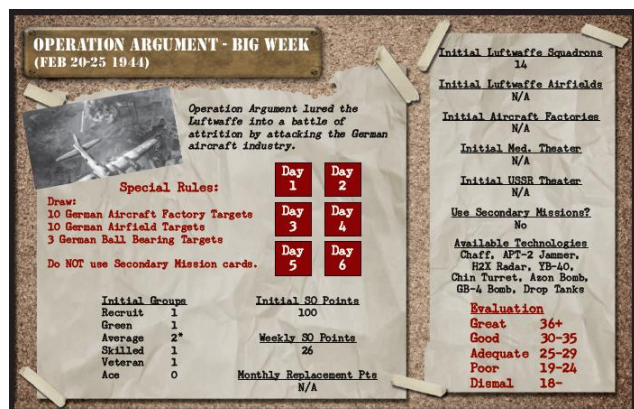 OPERATION ARGUMENT - BIG WEEK
(FEB 20-25 1944)
Operation Argument lured the
Luftwaffe into a battle of
attrition by attacking the German
aircraft industry.
Special Rules:
Draw:
10 German Aircraft Factory Targets
10 German Airfield Targets
3 German Ball Bearing Targets
Do NOT use Secondary Mission cards.
Day 1
Day 2
Day 3
Day 4
Day 5
Day 6
Initial Groups
Recruit 1
Green 1
Average 2*
Skilled 1
Veteran 1
Ace 0
Initial SO Points
100
Weekly SO Points
26
Monthly Replacement Pts
N/A
Initial Luftwaffe Squadrons
14
Initial Luftwaffe Airfields
N/A
Initial Aircraft Factories
N/A
Initial Med. Theater
N/A
Initial USSR Theater
N/A
Use Secondary Missions?
No
Available Technologies
Chaff, APT-2 Jammer,
H2X Radar, YB-40,
Chin Turret, Azon Bomb,
GB-4 Bomb, Drop Tanks
Evaluation
Great 36+
Good 30-35
Adequate 25-29
Poor 19-24
Dismal 18-